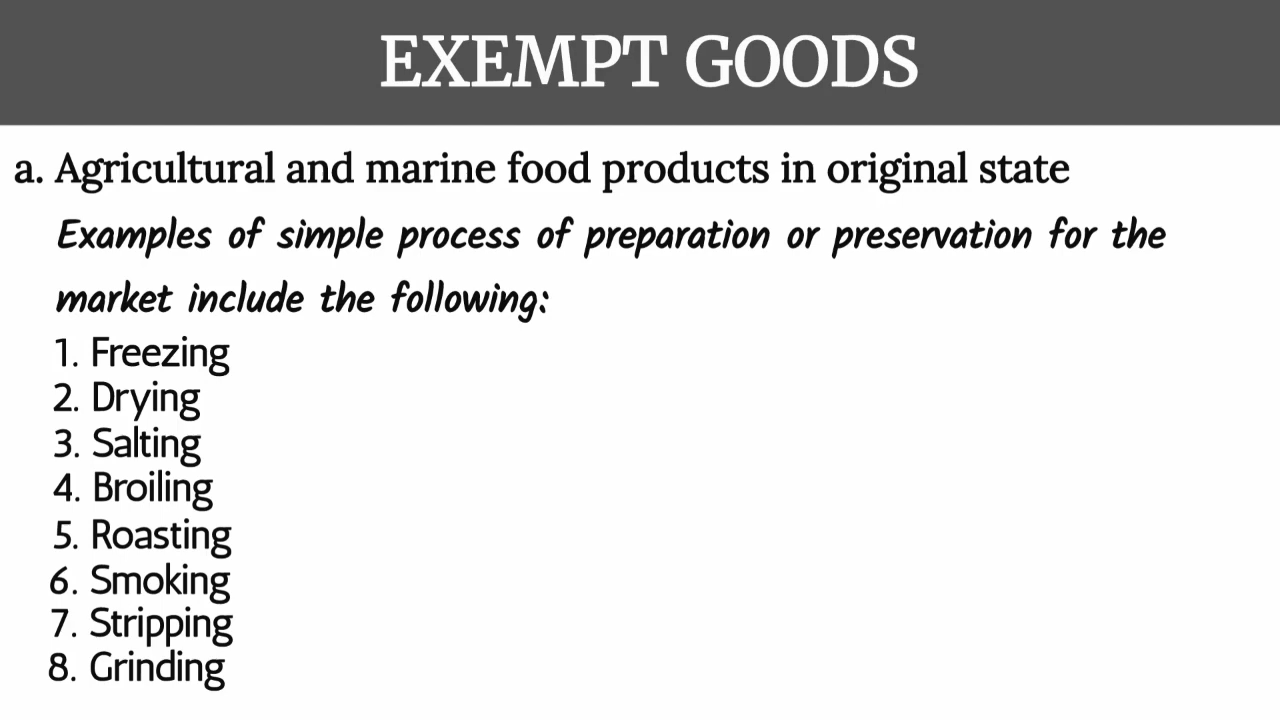 EXEMPT GOODS
a. Agricultural and marine food products in original state
Examples of simple process of preparation or preservation for the
market include the following:
1. Freezing
2. Drying
3. Salting
4. Broiling
5. Roasting
6. Smoking
7. Stripping
8. Grinding